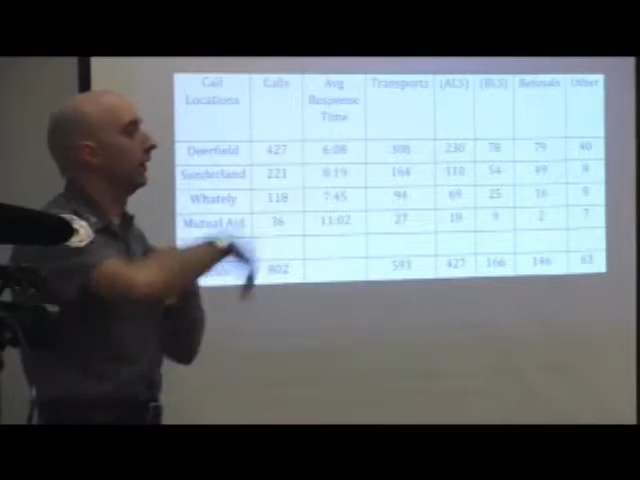 Call Locations Calls Avg Response Time Transports (ALS) (BLS) Refusals Other
Deerfield 427 6:08 308 230 78 79 40
Sunderland 221 8:19 164 110 54 49 8
Whately 118 7:45 94 69 25 16 8
Mutual Aid 36 11:02 27 18 9 2 7
802 593 427 166 146 63